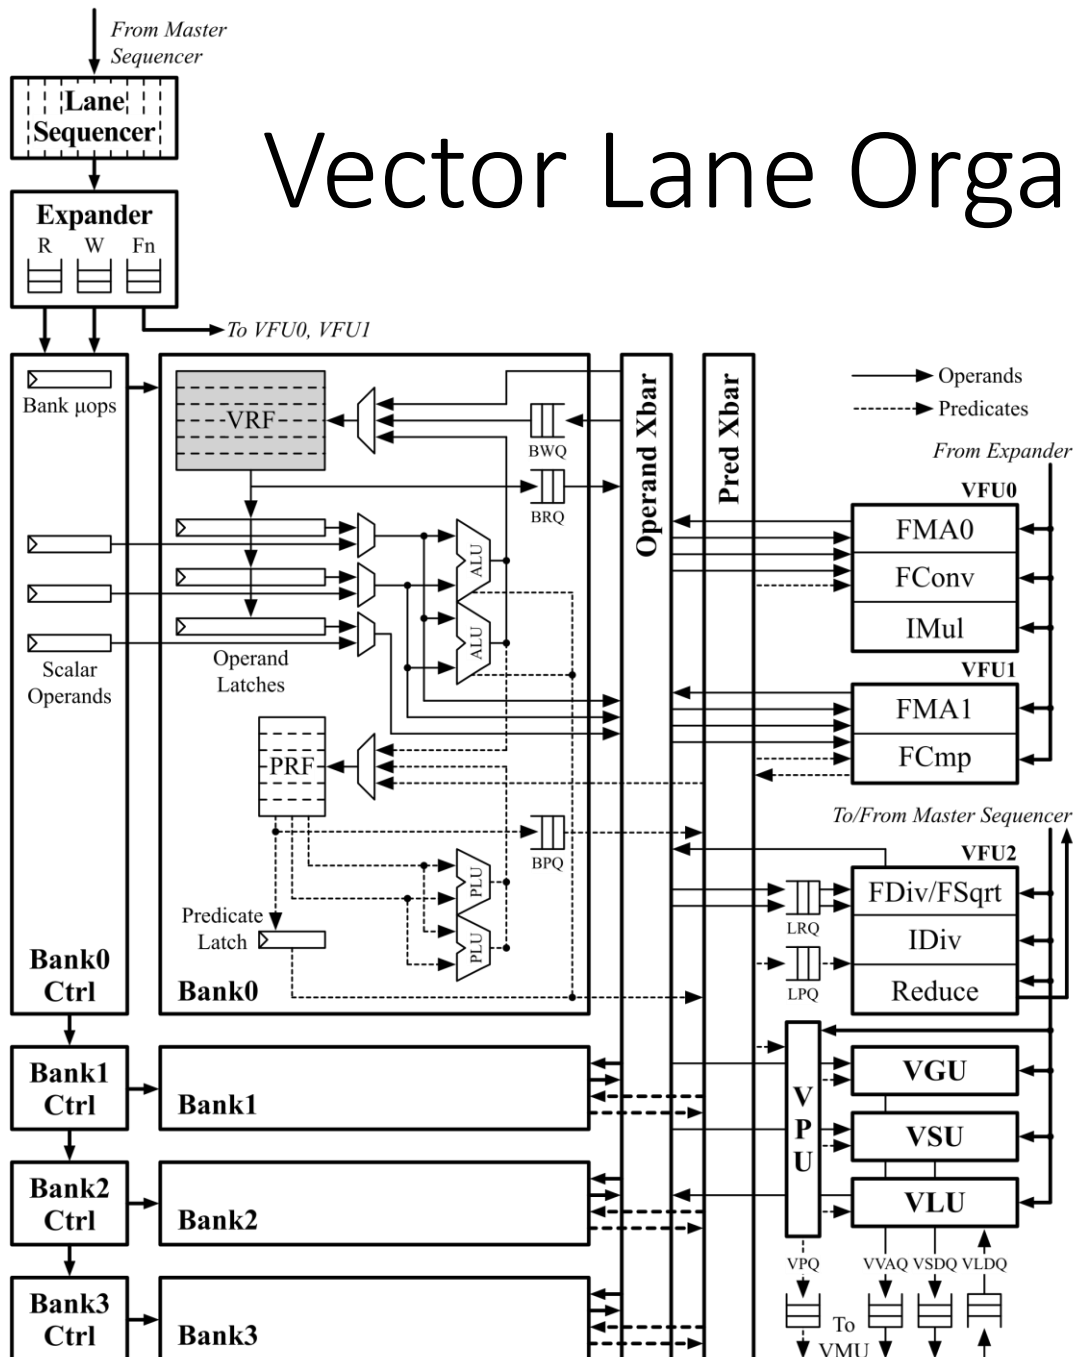 From Master
Sequencer
Lane
Sequencer
Vector Lane Orga
Expander
R W Fn
To VFU0, VFU1
Bank μops
Scalar
Operands
Bank0
Ctrl
VRF
BWQ
BRQ
ALU
ALU
Operand
Latches
PRF
BPQ
PLU
PLU
Predicate
Latch
Bank0
Operand Xbar
Pred Xbar
Operands
Predicates
From Expander
VFU0
FMA0
FConv
IMul
VFU1
FMA1
FCmp
To/From Master Sequencer
VFU2
LRQ
FDiv/FSqrt
IDiv
LPQ
Reduce
Bank1
Ctrl
Bank1
VPU
VGU
VSU
VLU
Bank2
Ctrl
Bank2
VPQ VVAQ VSDQ VLDQ
Bank3
Ctrl
Bank3
To
VMU